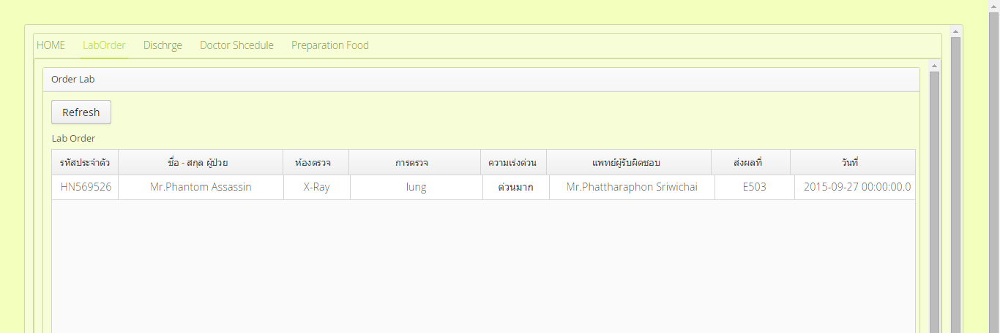 HOME LabOrder Dischrge Doctor Shcedule Preparation Food
Order Lab
Refresh
Lab Order
รหัสประจำตัว ชื่อ - สกุล ผู้ป่วย ห้องตรวจ การตรวจ ความเร่งด่วน แพทย์ผู้รับผิดชอบ ส่งผลที่ วันที่
HN569526 Mr.Phantom Assassin X-Ray lung ด่วนมาก Mr.Phattharaphon Sriwichai E503 2015-09-27 00:00:00.0